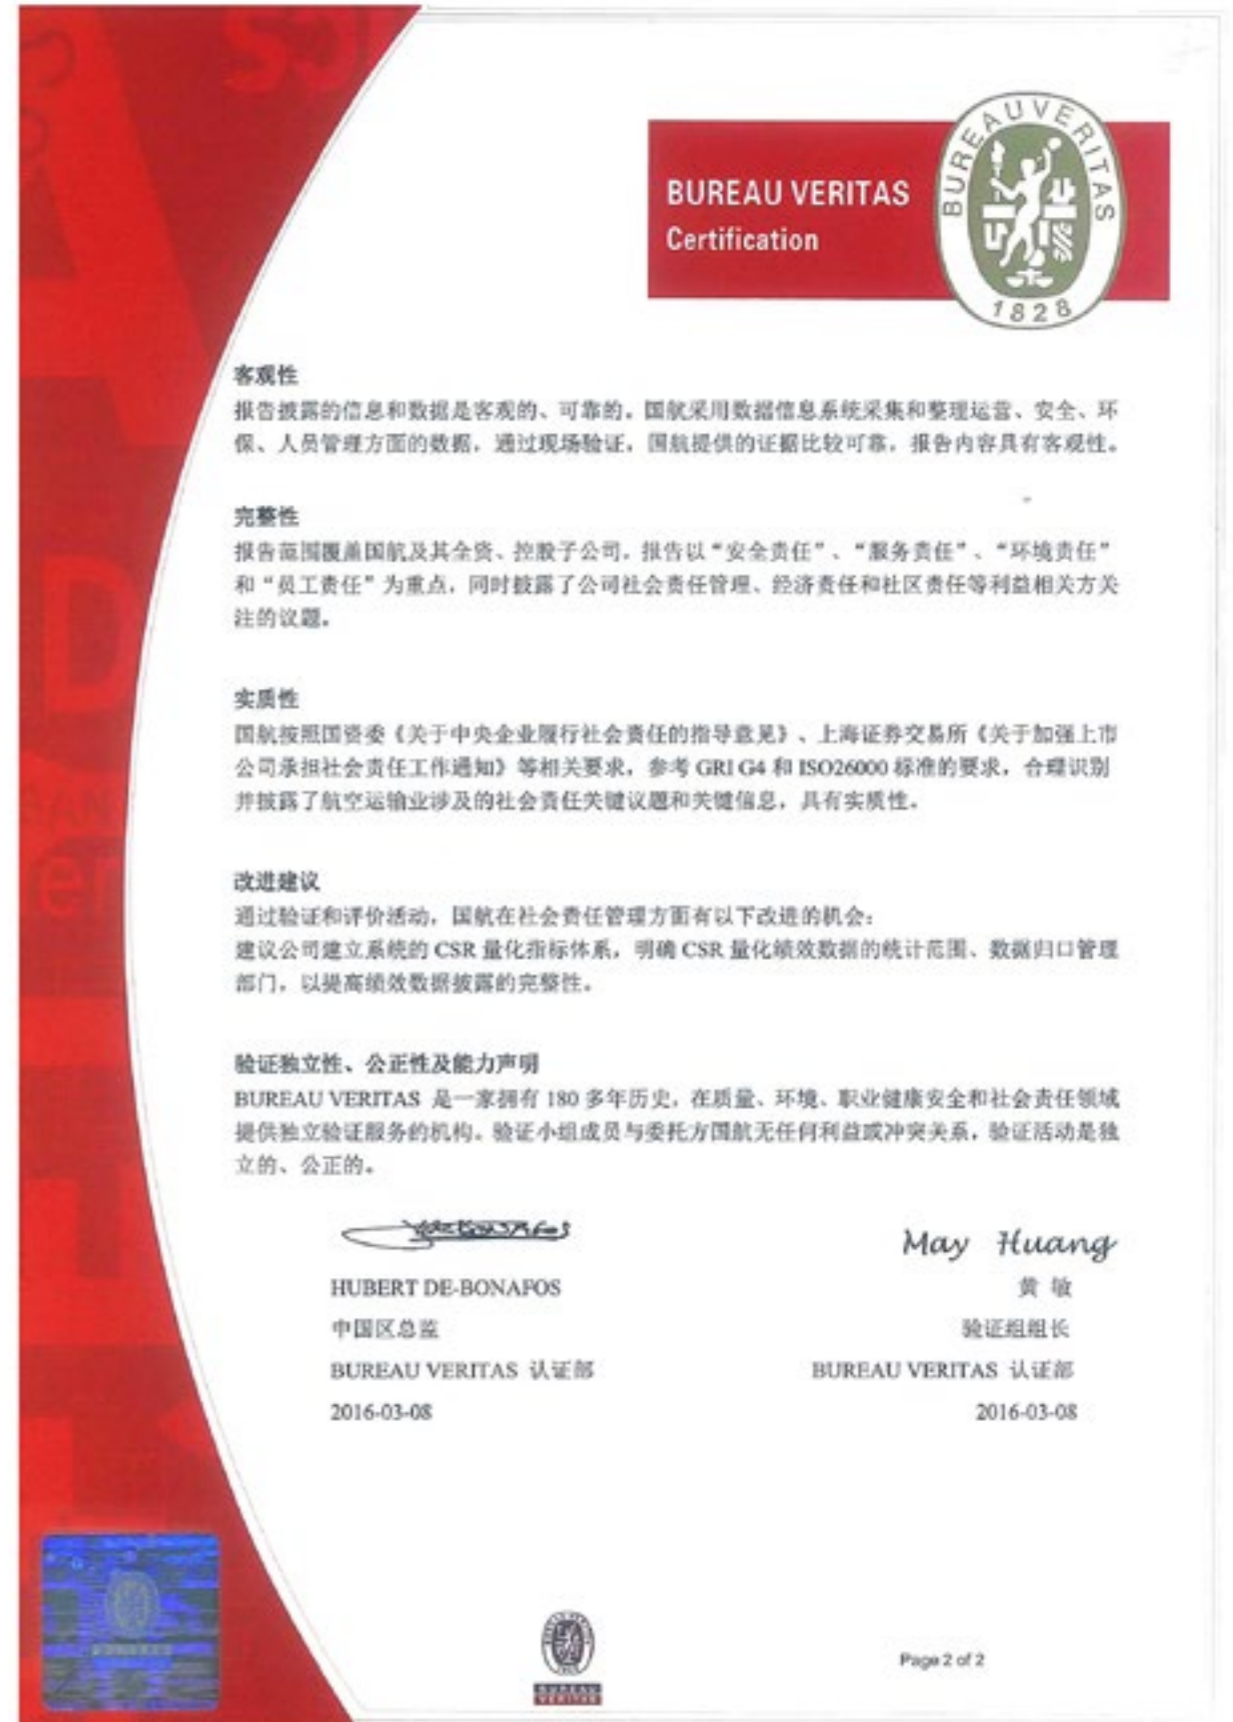 BUREAU VERITAS
Certification
BUREAU VERITAS
1828
客观性
报告披露的信息和数据是客观的、可靠的。国航采用数据信息系统采集和整理运营、安全、环
保、人员管理方面的数据，通过现场验证，国航提供的证据比较可靠，报告内容具有客观性。
完整性
报告范围覆盖国航及其全资、控股子公司，报告以“安全责任”、“服务责任”、“环境责任”
和“员工责任”为重点，同时披露了公司社会责任管理、经济责任和社区责任等利益相关方关
注的议题。
实质性
国航按照国资委《关于中央企业履行社会责任的指导意见》、上海证券交易所《关于加强上市
公司承担社会责任工作通知》等相关要求，参考 GRI G4 和 ISO26000 标准的要求，合理识别
并披露了航空运输业涉及的社会责任关键议题和关键信息，具有实质性。
改进建议
通过验证和评价活动，国航在社会责任管理方面有以下改进的机会：
建议公司建立系统的 CSR 量化指标体系，明确 CSR 量化绩效数据的统计范围、数据归口管理
部门，以提高绩效数据披露的完整性。
验证独立性、公正性及能力声明
BUREAU VERITAS 是一家拥有 180 多年历史，在质量、环境、职业健康安全和社会责任领域
提供独立验证服务的机构。验证小组成员与委托方国航无任何利益或冲突关系，验证活动是独
立的、公正的。
May Huang
HUBERT DE-BONAFOS 黄 敏
中国区总监 验证组组长
BUREAU VERITAS 认证部 BUREAU VERITAS 认证部
2016-03-08 2016-03-08
BUREAU
VERITAS
Page 2 of 2